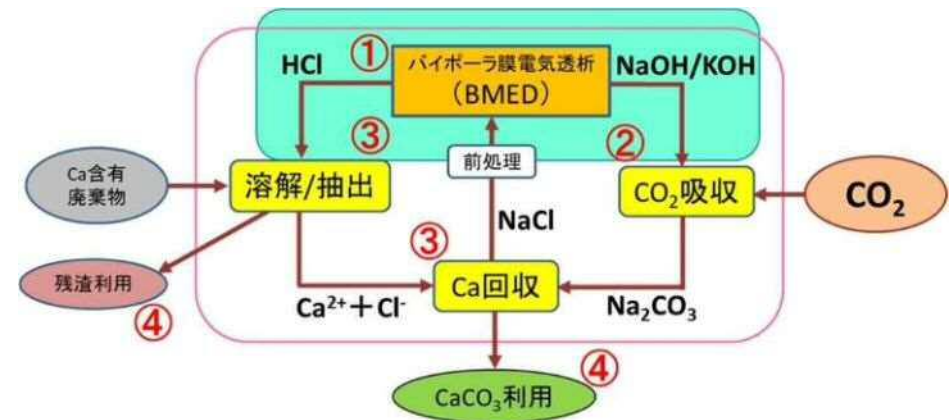 HCl
①
バイポーラ膜電気透析
（BMED）
NaOH/KOH
③
前処理
②
Ca含有
廃棄物
溶解/抽出
CO₂吸収
CO₂
NaCl
③
残渣利用
④
Ca²⁺＋Cl⁻
Ca回収
Na₂CO₃
④
CaCO₃利用